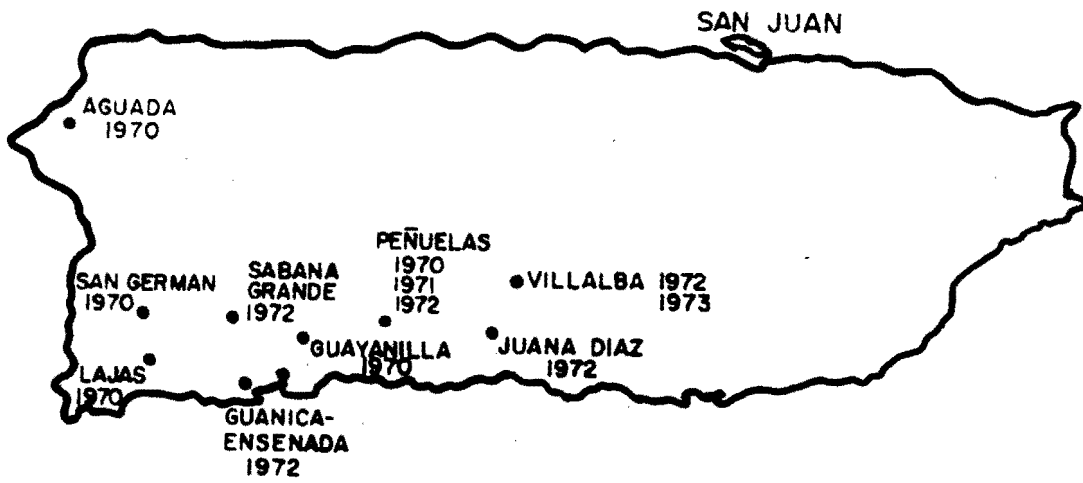 SAN JUAN
AGUADA
1970
PEÑUELAS
1970
1971
1972
SAN GERMAN
1970
SABANA
GRANDE
1972
VILLALBA 1972
1973
GUAYANILLA
1970
JUANA DIAZ
1972
LAJAS
1970
GUANICA-
ENSENADA
1972